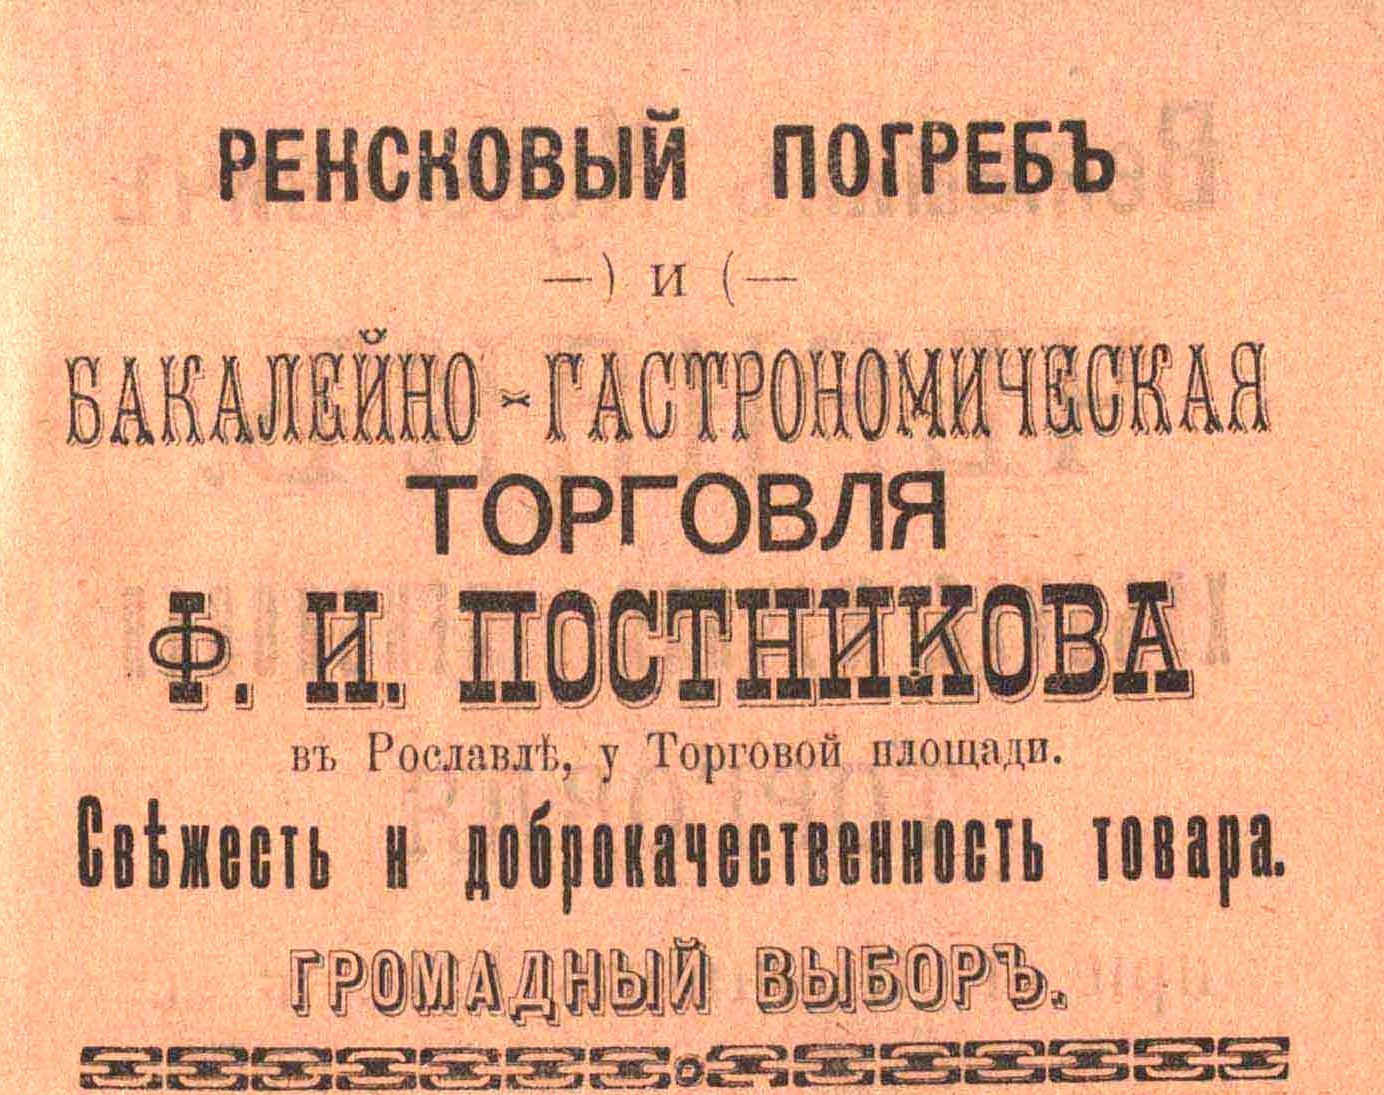 РЕНСКОВЫЙ ПОГРЕБЪ
—) и (—
БАКАЛЕЙНО-ГАСТРОНОМИЧЕСКАЯ
ТОРГОВЛЯ
Ф. И. ПОСТНИКОВА
въ Рославлѣ, у Торговой площади.
Свѣжесть и доброкачественность товара.
ГРОМАДНЫЙ ВЫБОРЪ.